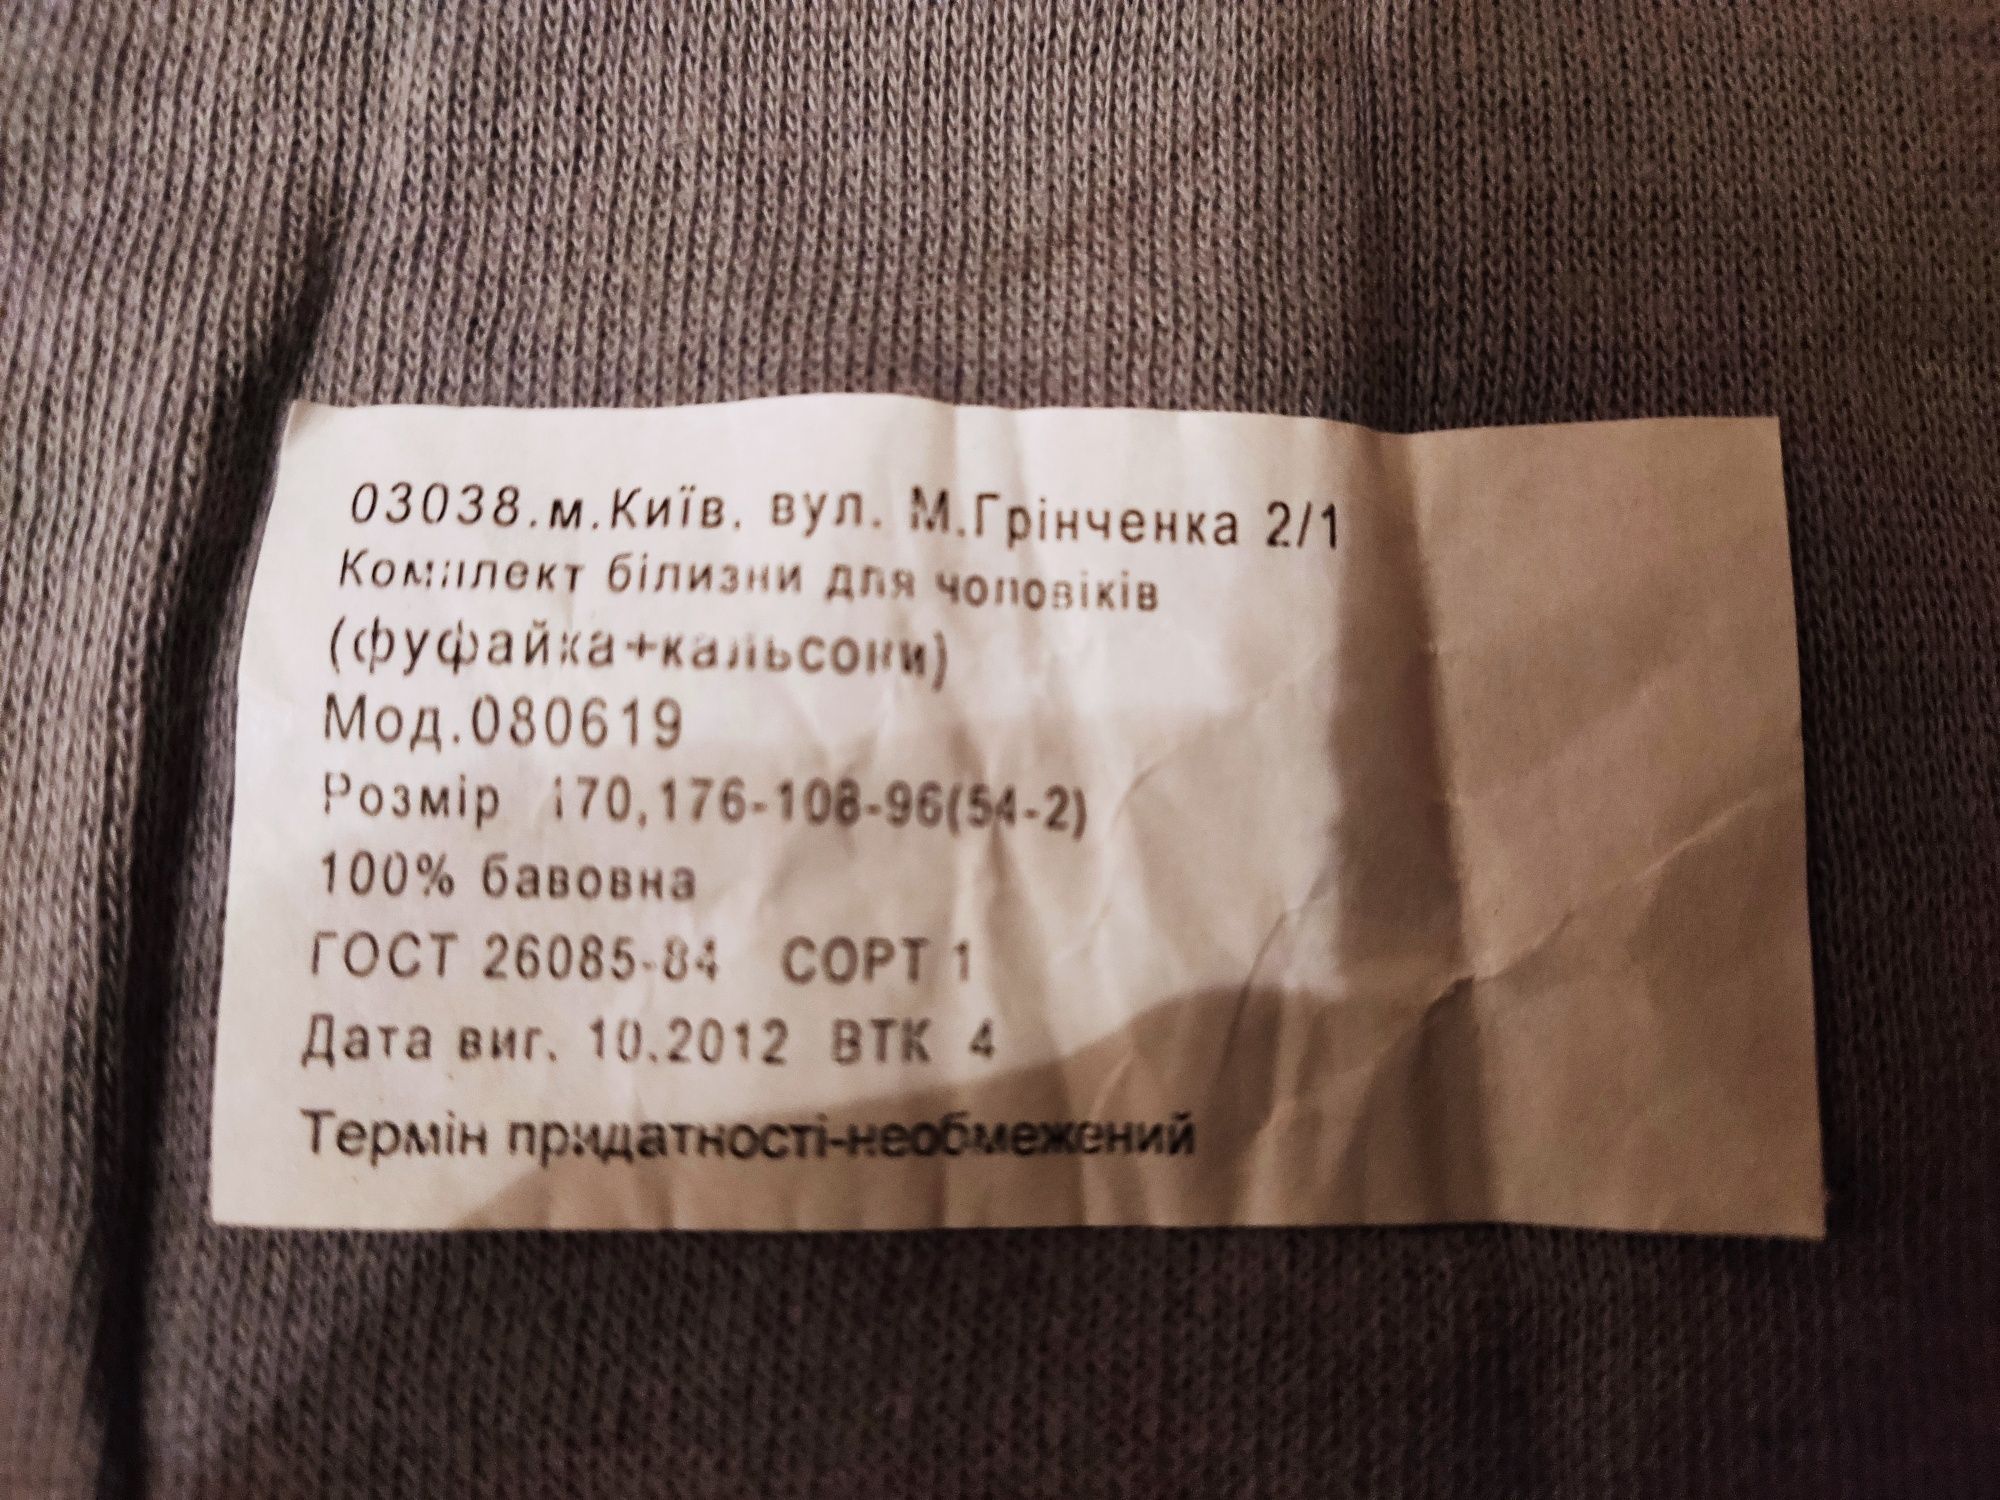 03038.м.Київ. вул. М.Грінченка 2/1
Комплект білизни для чоловіків
(фуфайка+кальсони)
Мод.080619
Розмір 170,176-108-96(54-2)
100% бавовна
ГОСТ 26085-84 СОРТ 1
Дата виг. 10.2012 ВТК 4
Термін придатності-необмежений